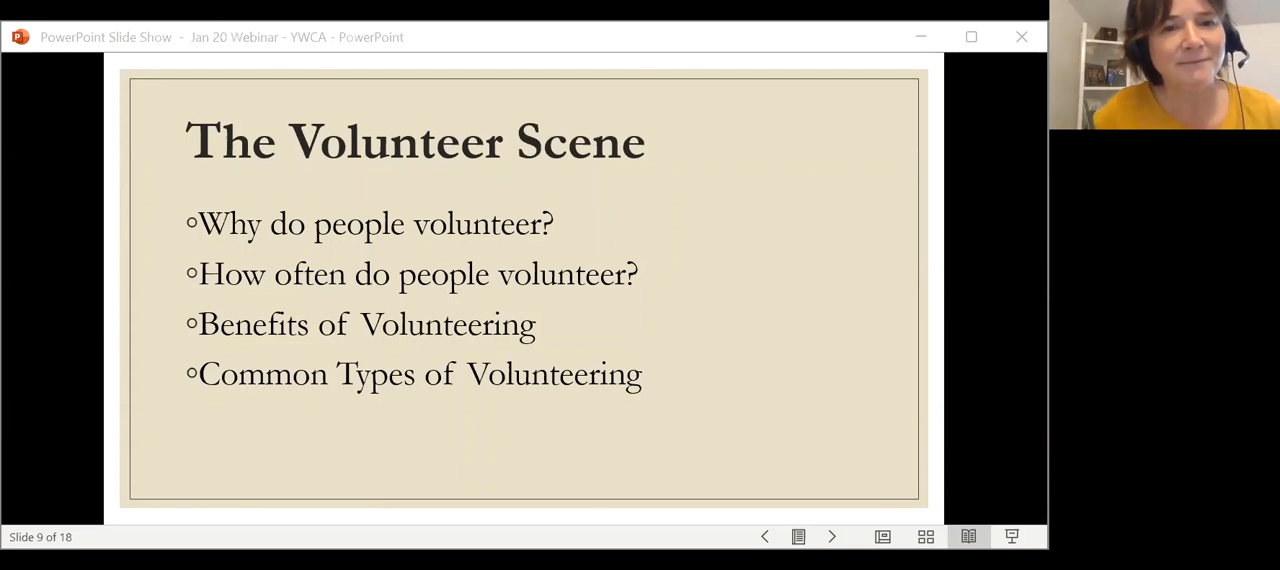 PowerPoint Slide Show - Jan 20 Webinar - YWCA - PowerPoint
The Volunteer Scene
◦Why do people volunteer?
◦How often do people volunteer?
◦Benefits of Volunteering
◦Common Types of Volunteering
Slide 9 of 18